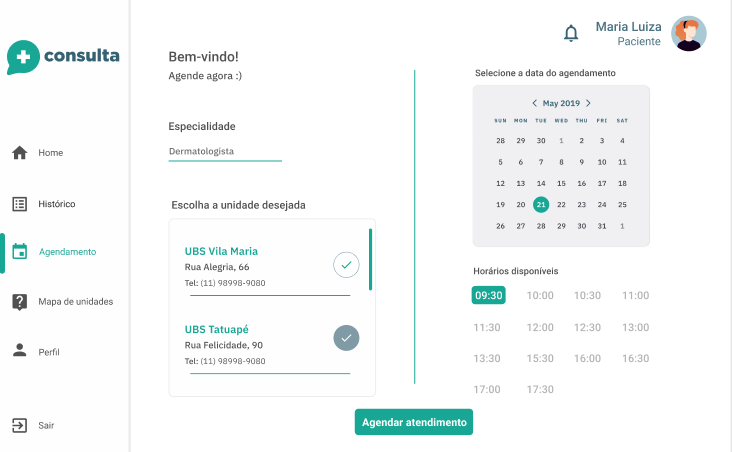 consulta
Home
Histórico
Agendamento
Mapa de unidades
Perfil
Sair
Maria Luiza
Paciente
Bem-vindo!
Agende agora :)
Especialidade
Dermatologista
Escolha a unidade desejada
UBS Vila Maria
Rua Alegria, 66
Tel: (11) 98998-9080
UBS Tatuapé
Rua Felicidade, 90
Tel: (11) 98998-9080
Selecione a data do agendamento
May 2019
SUN MON TUE WED THU FRI SAT
28 29 30 1 2 3 4
5 6 7 8 9 10 11
12 13 14 15 16 17 18
19 20 21 22 23 24 25
26 27 28 29 30 31 1
Horários disponíveis
09:30 10:00 10:30 11:00
11:30 12:00 12:30 13:00
13:30 15:30 16:00 16:30
17:00 17:30
Agendar atendimento